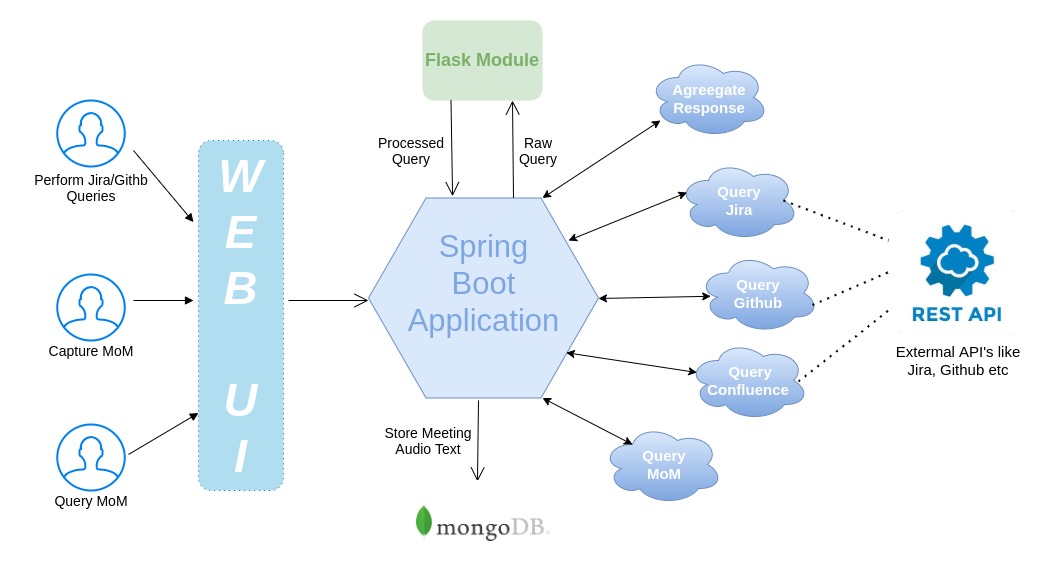 Flask Module
Processed
Query
Raw
Query
Agreegate
Response
Perform Jira/Githb
Queries
W
E
B
U
I
Capture MoM
Query MoM
Spring
Boot
Application
Query
Jira
Query
Github
Query
Confluence
Query
MoM
REST API
Extermal API's like
Jira, Github etc
Store Meeting
Audio Text
mongoDB